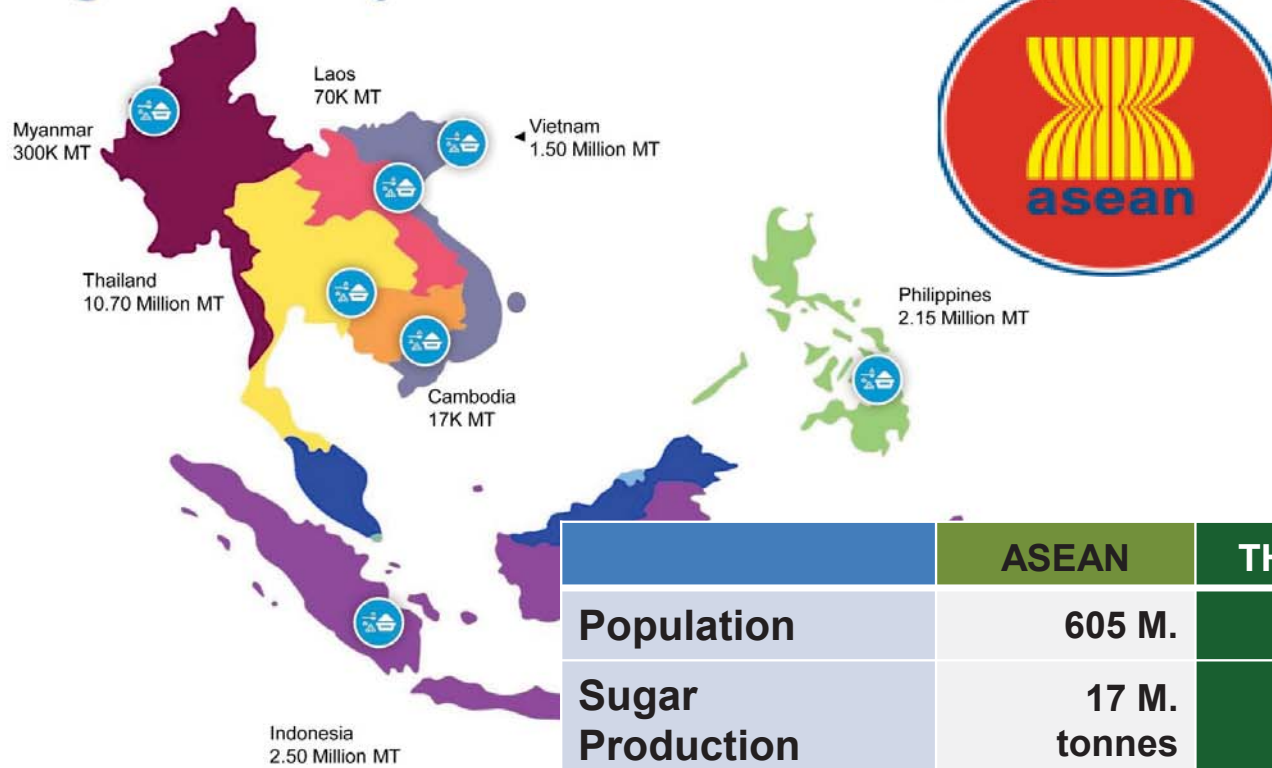 Laos
70K MT
Myanmar
300K MT
Vietnam
1.50 Million MT
asean
Thailand
10.70 Million MT
Philippines
2.15 Million MT
Cambodia
17K MT
Indonesia
2.50 Million MT
ASEAN
TH
Population
605 M.
Sugar
Production
17 M.
tonnes